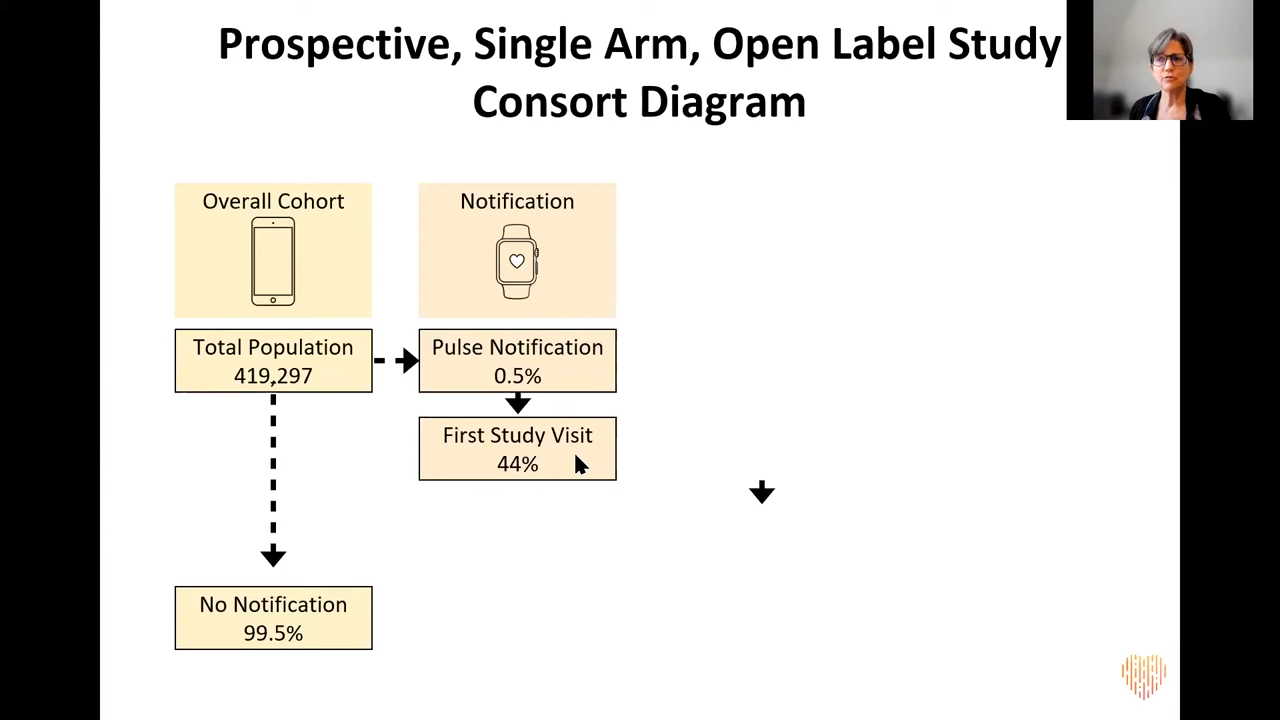 Prospective, Single Arm, Open Label Study
Consort Diagram
Overall Cohort
Notification
Total Population
419,297
Pulse Notification
0.5%
First Study Visit
44%
No Notification
99.5%